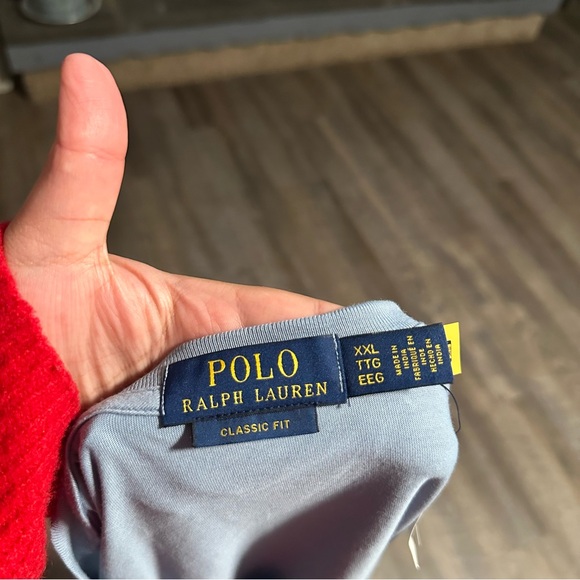 POLO
RALPH LAUREN
CLASSIC FIT
XXL
TTG
EEG
MADE IN
INDIA
FABRIQUÉ EN
INDE
HECHO EN
INDIA